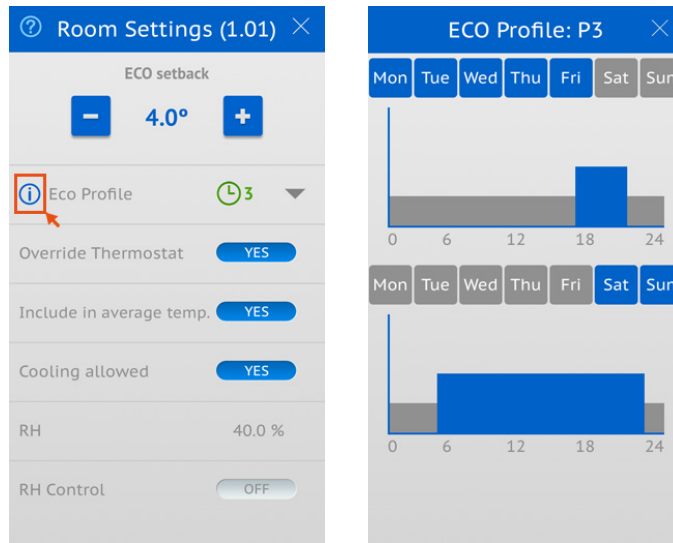 Room Settings (1.01)
ECO setback
4.0°
Eco Profile 3
Override Thermostat YES
Include in average temp. YES
Cooling allowed YES
RH 40.0 %
RH Control OFF
ECO Profile: P3
Mon Tue Wed Thu Fri Sat Sun
0 6 12 18 24
Mon Tue Wed Thu Fri Sat Sun
0 6 12 18 24